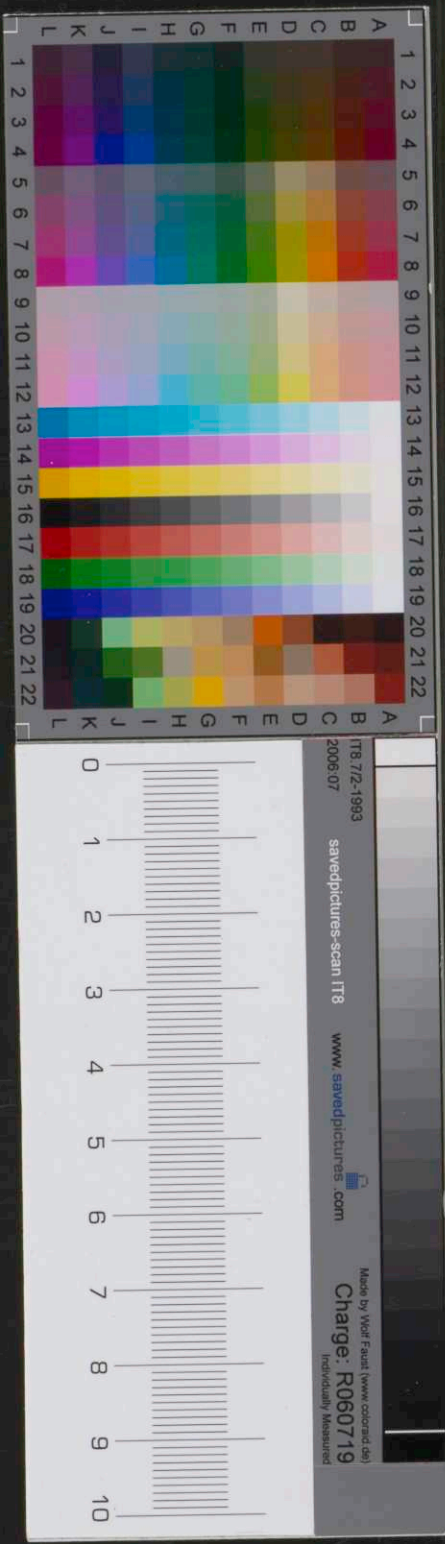 1 2 3 4 5 6 7 8 9 10 11 12 13 14 15 16 17 18 19 20 21 22
A A
B B
C C
D D
E E
F F
G G
H H
I I
J J
K K
L L
1 2 3 4 5 6 7 8 9 10 11 12 13 14 15 16 17 18 19 20 21 22
IT8.7/2-1993
2006:07
savedpictures-scan IT8
www.savedpictures.com
Made by Wolf Faust (www.coloraid.de)
Charge: R060719
Individually Measured
0 1 2 3 4 5 6 7 8 9 10